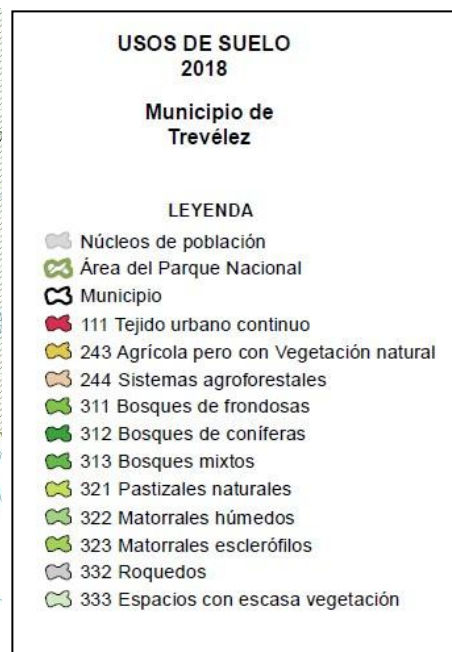 USOS DE SUELO
2018
Municipio de
Trevélez
LEYENDA
Núcleos de población
Área del Parque Nacional
Municipio
111 Tejido urbano continuo
243 Agrícola pero con Vegetación natural
244 Sistemas agroforestales
311 Bosques de frondosas
312 Bosques de coníferas
313 Bosques mixtos
321 Pastizales naturales
322 Matorrales húmedos
323 Matorrales esclerófilos
332 Roquedos
333 Espacios con escasa vegetación